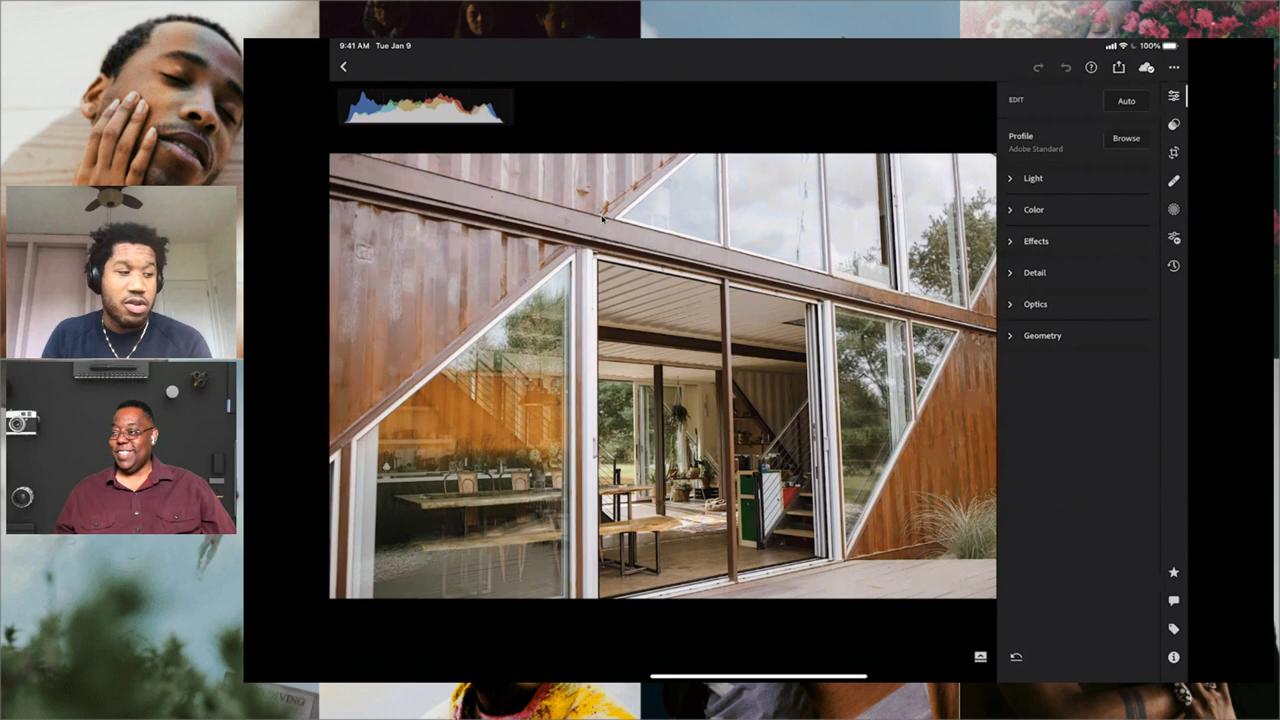 9:41 AM Tue Jan 9
100%
EDIT
Auto
Profile
Adobe Standard
Browse
Light
Color
Effects
Detail
Optics
Geometry